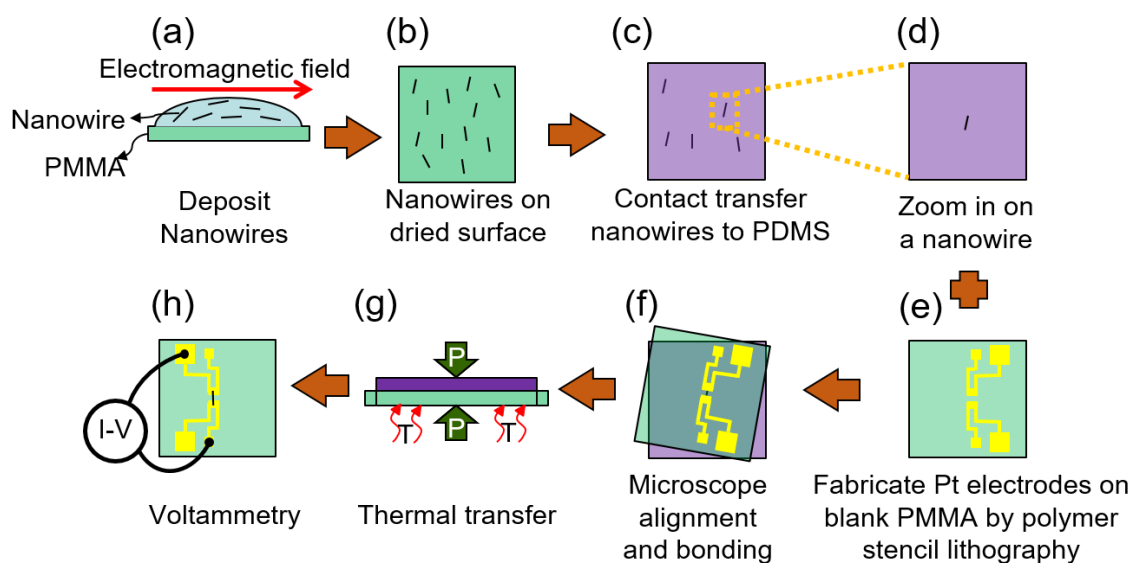 (a)
Electromagnetic field
Nanowire
PMMA
Deposit
Nanowires
(b)
Nanowires on
dried surface
(c)
Contact transfer
nanowires to PDMS
(d)
Zoom in on
a nanowire
(h)
I-V
Voltammetry
(g)
P
P
T
T
Thermal transfer
(f)
Microscope
alignment
and bonding
(e)
Fabricate Pt electrodes on
blank PMMA by polymer
stencil lithography